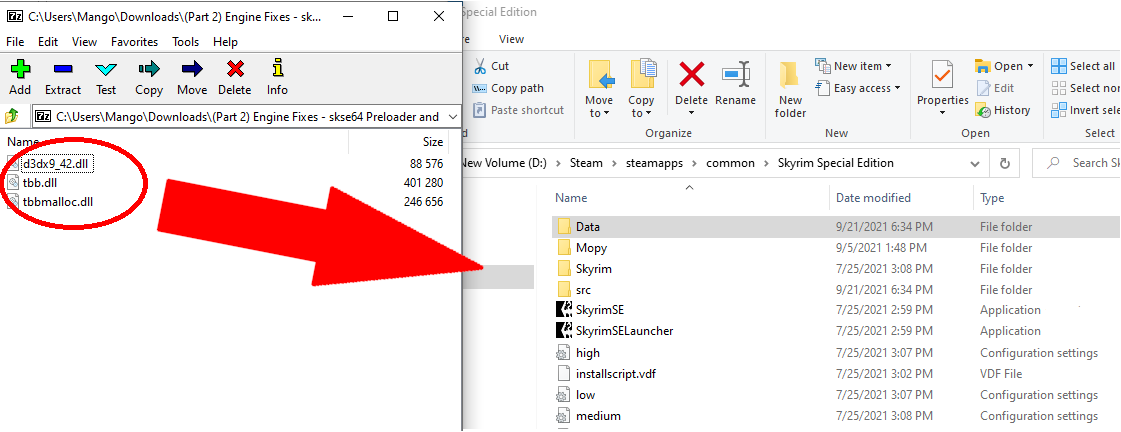 C:\Users\Mango\Downloads\(Part 2) Engine Fixes - sk...
File Edit View Favorites Tools Help
Add Extract Test Copy Move Delete Info
C:\Users\Mango\Downloads\(Part 2) Engine Fixes - skse64 Preloader and
Name Size
d3dx9_42.dll 88 576
tbb.dll 401 280
tbbmalloc.dll 246 656
Special Edition
re View
Cut
Copy path
Paste shortcut
Move to
Copy to
Delete
Rename
Organize
New folder
New item
Easy access
New
Properties
Open
Edit
History
Open
Select all
Select non
Invert selec
Select
New Volume (D:) > Steam > steamapps > common > Skyrim Special Edition
Search Sk
Name Date modified Type
Data 9/21/2021 6:34 PM File folder
Mopy 9/5/2021 1:48 PM File folder
Skyrim 7/25/2021 3:08 PM File folder
src 9/21/2021 6:34 PM File folder
SkyrimSE 7/25/2021 2:59 PM Application
SkyrimSELauncher 7/25/2021 2:59 PM Application
high 7/25/2021 3:07 PM Configuration settings
installscript.vdf 7/25/2021 3:02 PM VDF File
low 7/25/2021 3:07 PM Configuration settings
medium 7/25/2021 3:08 PM Configuration settings